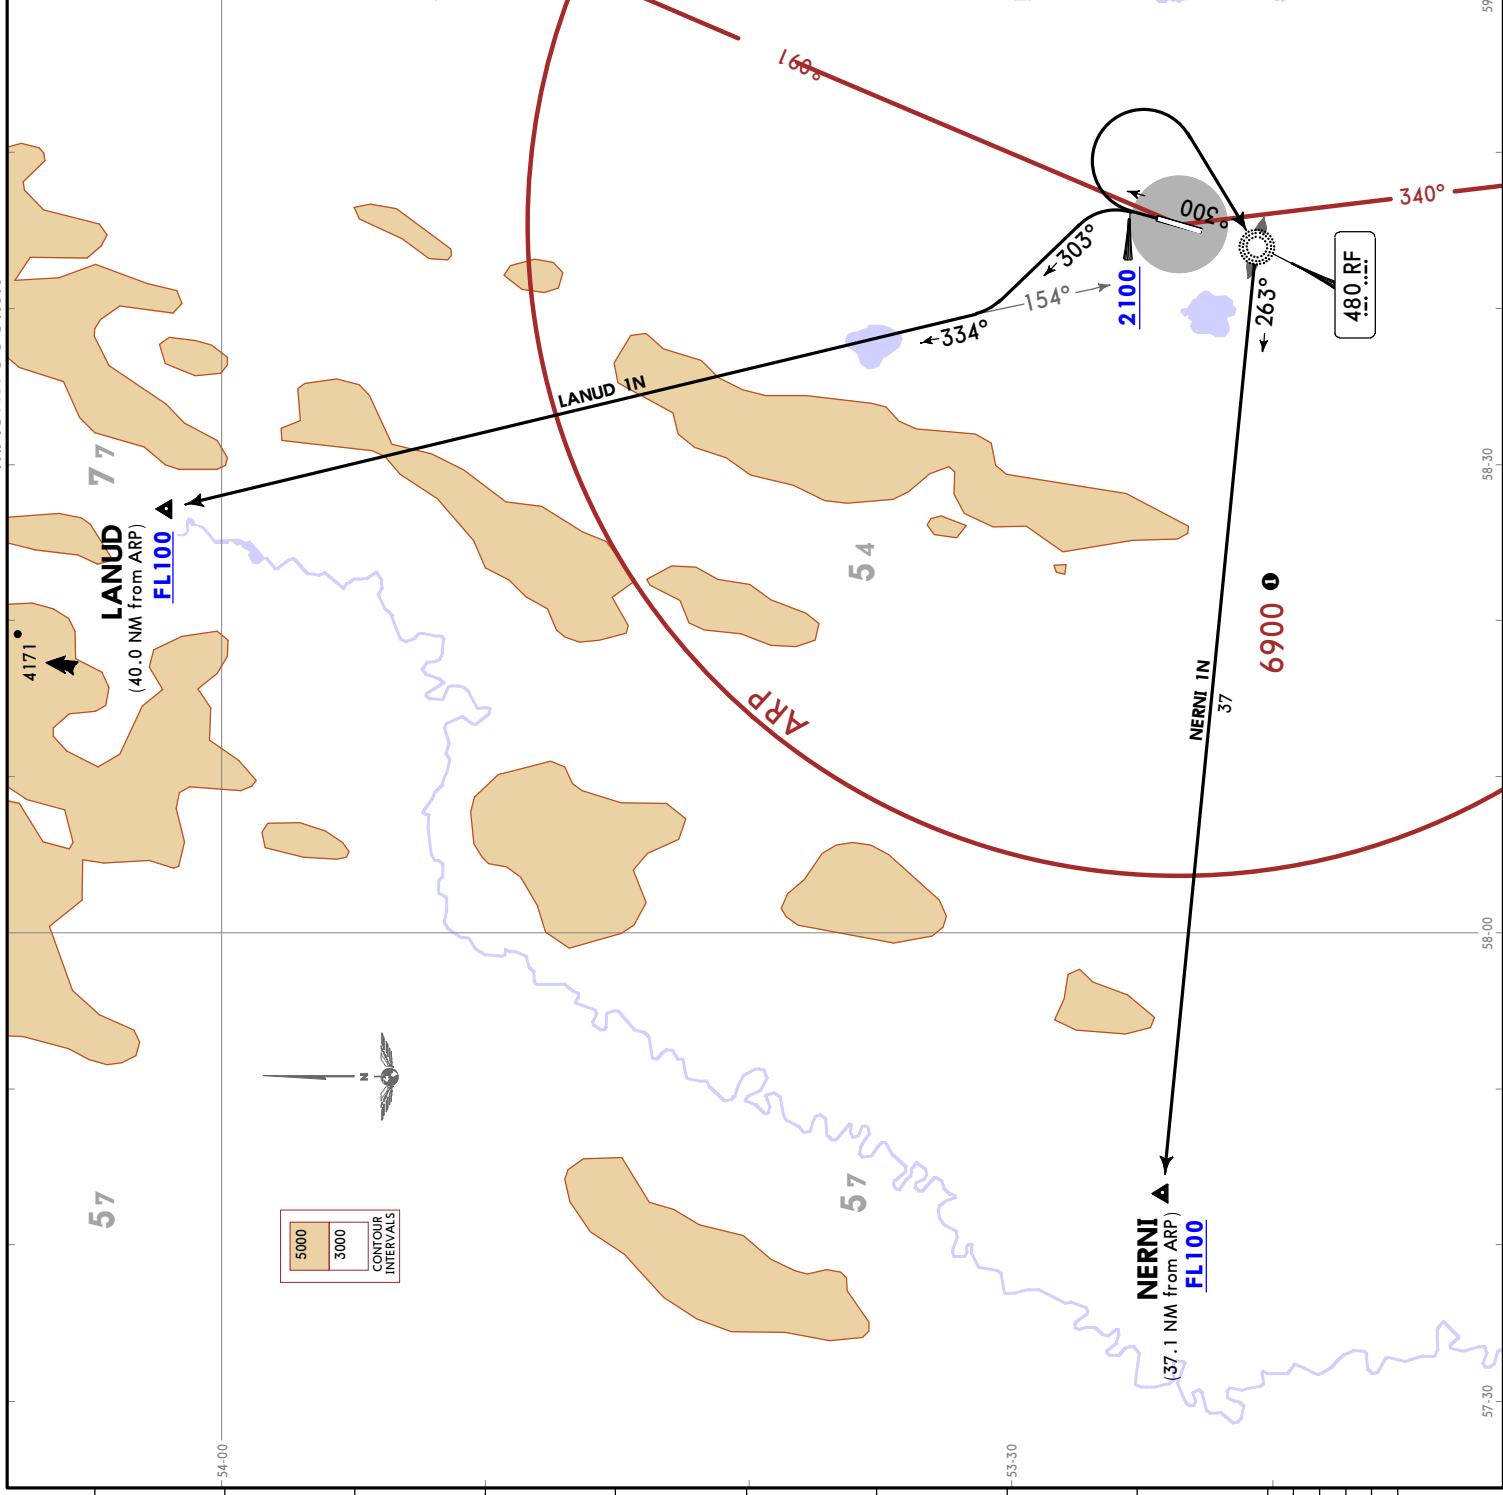 160°
340°
300°
303°
154°
2100
334°
263°
480 RF
LANUD 1N
77
LANUD
(40.0 NM from ARP)
FL100
4171
54
6900 1
ARP
NERNI 1N
37
58-30
58-00
57-30
59
N
57
57
5000
3000
CONTOUR
INTERVALS
NERNI
(37.1 NM from ARP)
FL100
54-00
53-30